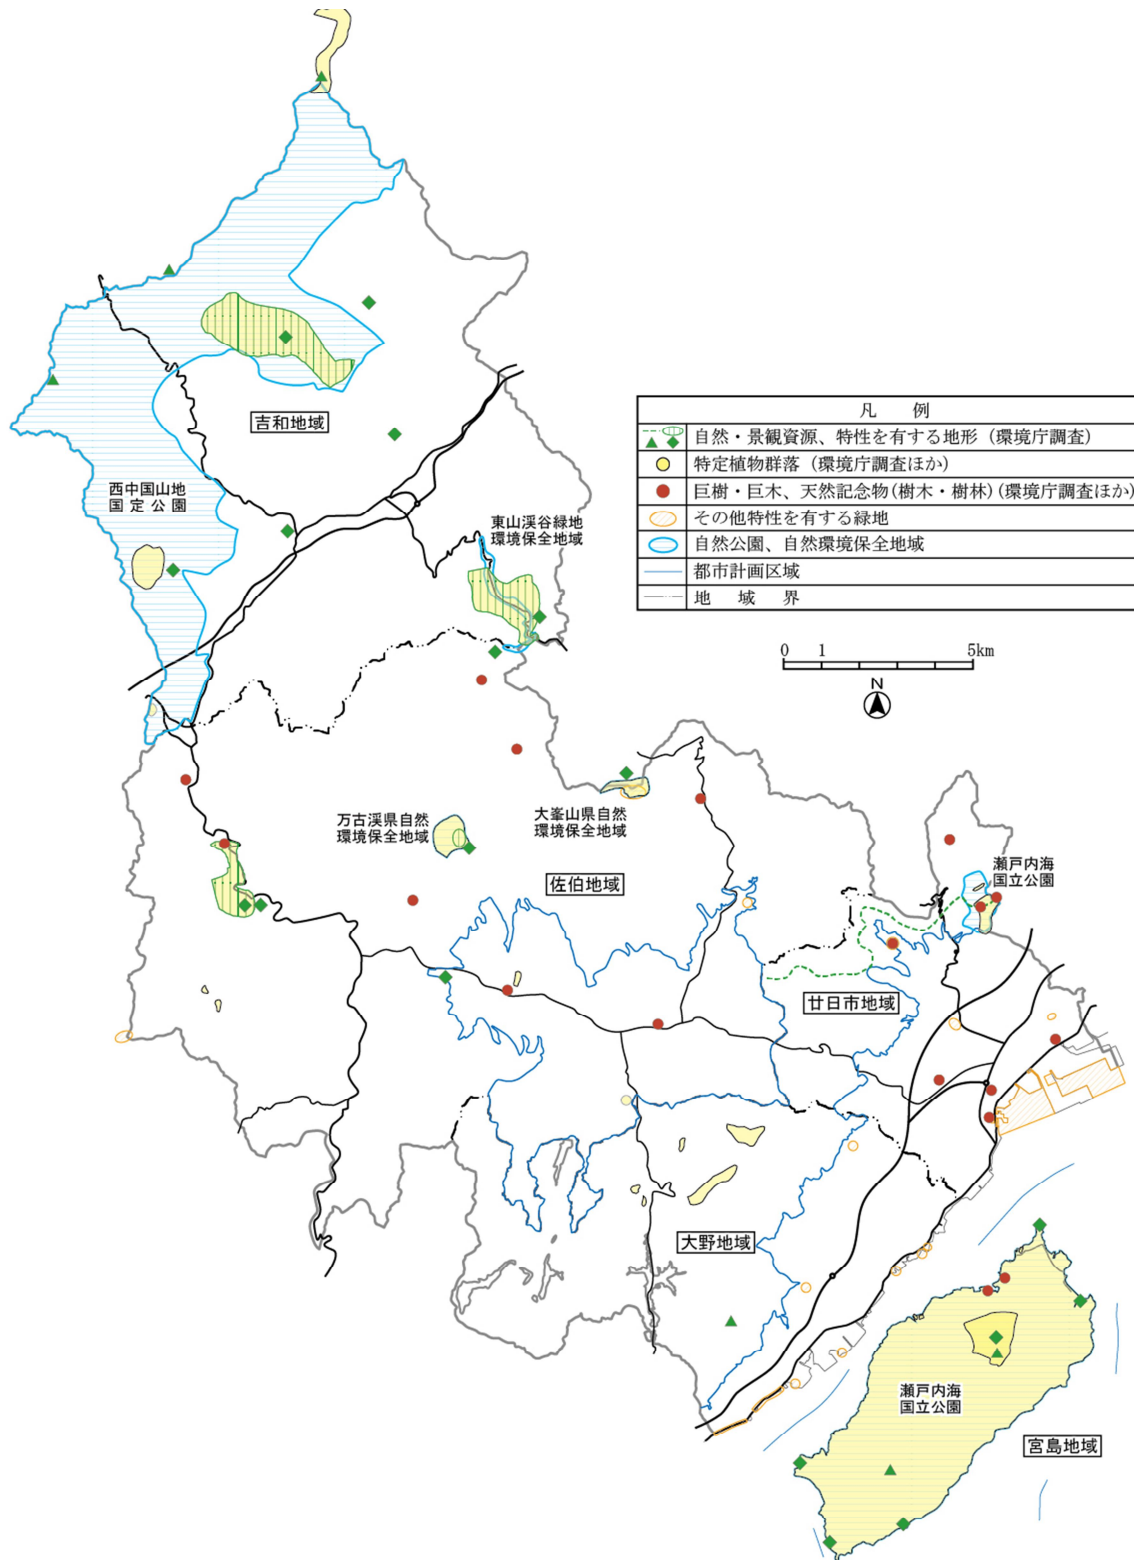 吉和地域
西中国山地
国定公園
東山渓谷緑地
環境保全地域
凡 例
自然・景観資源、特性を有する地形（環境庁調査）
特定植物群落（環境庁調査ほか）
巨樹・巨木、天然記念物(樹木・樹林)(環境庁調査ほか)
その他特性を有する緑地
自然公園、自然環境保全地域
都市計画区域
地 域 界
0 1 5km
N
万古渓県自然
環境保全地域
大峯山県自然
環境保全地域
佐伯地域
瀬戸内海
国立公園
廿日市地域
大野地域
瀬戸内海
国立公園
宮島地域